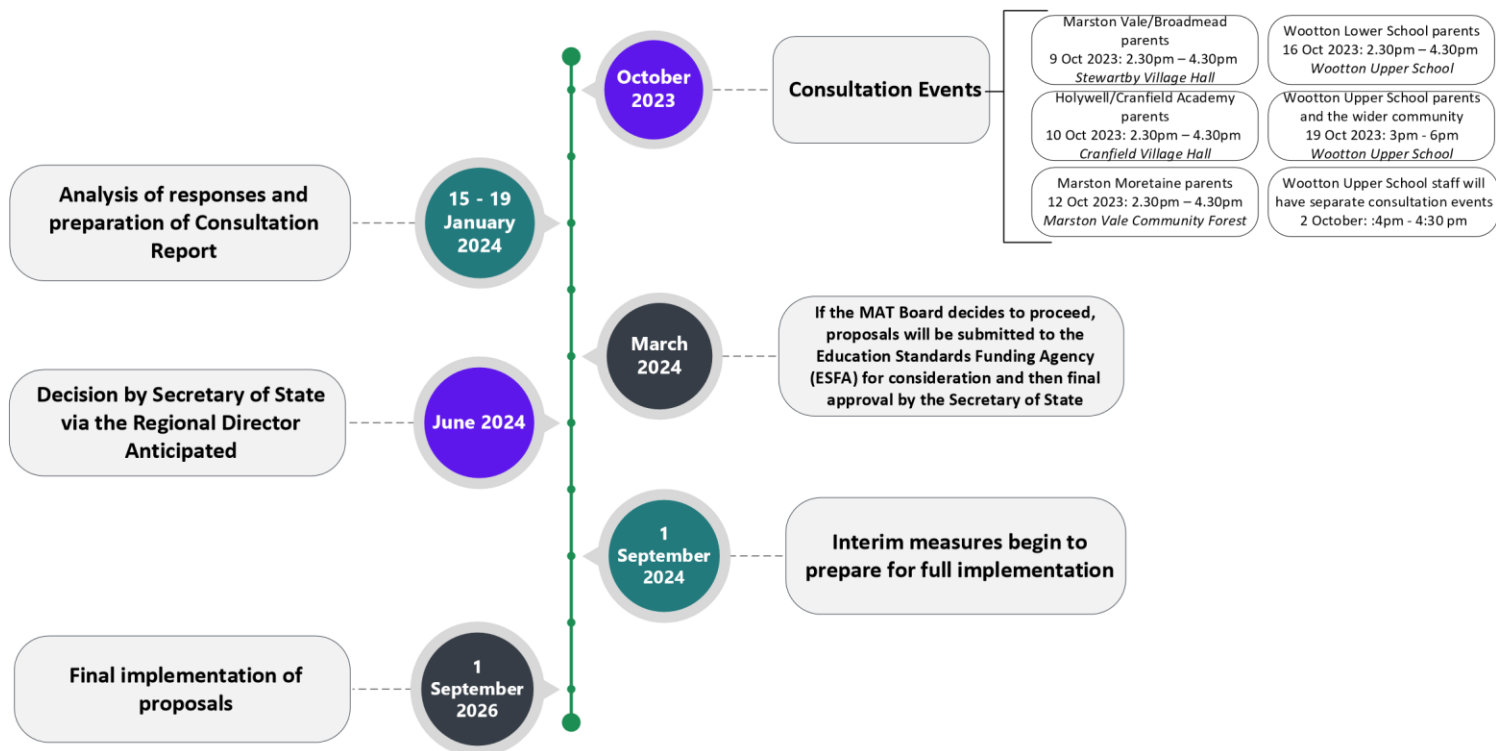 October
2023
Consultation Events
Marston Vale/Broadmead
parents
9 Oct 2023: 2.30pm – 4.30pm
Stewartby Village Hall
Wootton Lower School parents
16 Oct 2023: 2.30pm – 4.30pm
Wootton Upper School
Holywell/Cranfield Academy
parents
10 Oct 2023: 2.30pm – 4.30pm
Cranfield Village Hall
Wootton Upper School parents
and the wider community
19 Oct 2023: 3pm - 6pm
Wootton Upper School
Marston Moretaine parents
12 Oct 2023: 2.30pm – 4.30pm
Marston Vale Community Forest
Wootton Upper School staff will
have separate consultation events
2 October: :4pm - 4:30 pm
Analysis of responses and
preparation of Consultation
Report
15 - 19
January
2024
March
2024
If the MAT Board decides to proceed,
proposals will be submitted to the
Education Standards Funding Agency
(ESFA) for consideration and then final
approval by the Secretary of State
Decision by Secretary of State
via the Regional Director
Anticipated
June 2024
1
September
2024
Interim measures begin to
prepare for full implementation
Final implementation of
proposals
1
September
2026